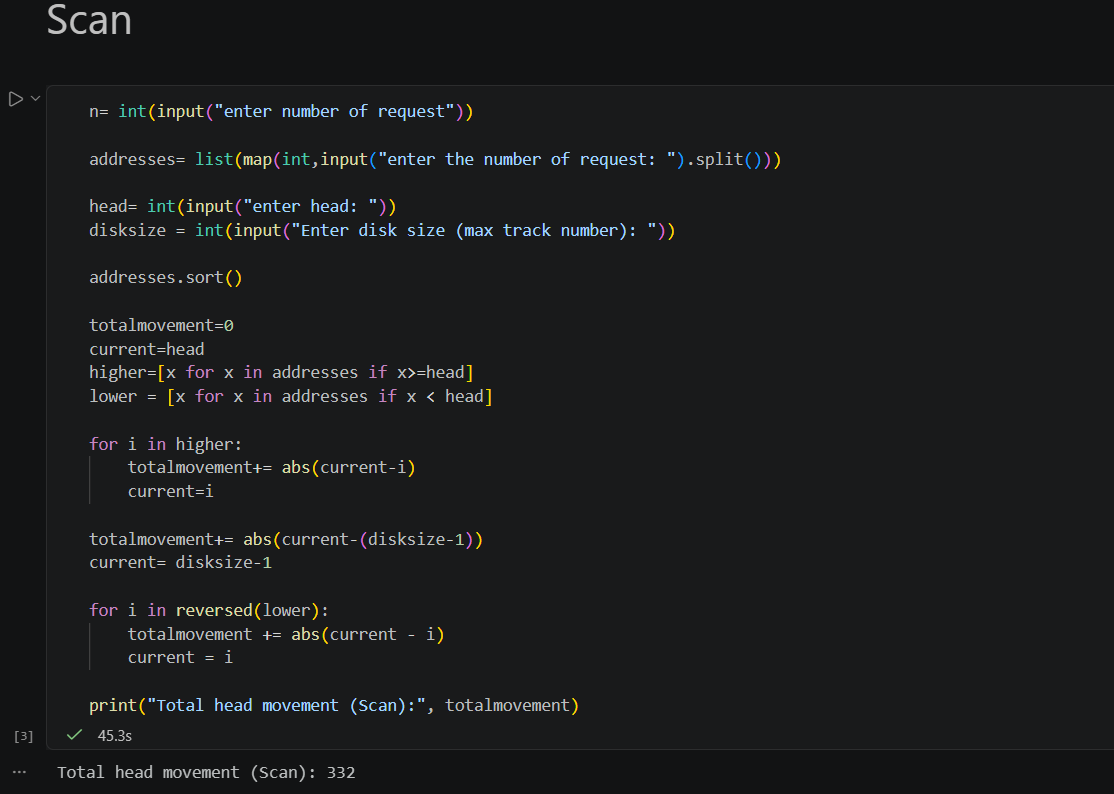 Scan
n= int(input("enter number of request"))
addresses= list(map(int,input("enter the number of request: ").split()))
head= int(input("enter head: "))
disksize = int(input("Enter disk size (max track number): "))
addresses.sort()
totalmovement=0
current=head
higher=[x for x in addresses if x>=head]
lower = [x for x in addresses if x < head]
for i in higher:
    totalmovement+= abs(current-i)
    current=i
totalmovement+= abs(current-(disksize-1))
current= disksize-1
for i in reversed(lower):
    totalmovement += abs(current - i)
    current = i
print("Total head movement (Scan):", totalmovement)
[3] 45.3s
... Total head movement (Scan): 332